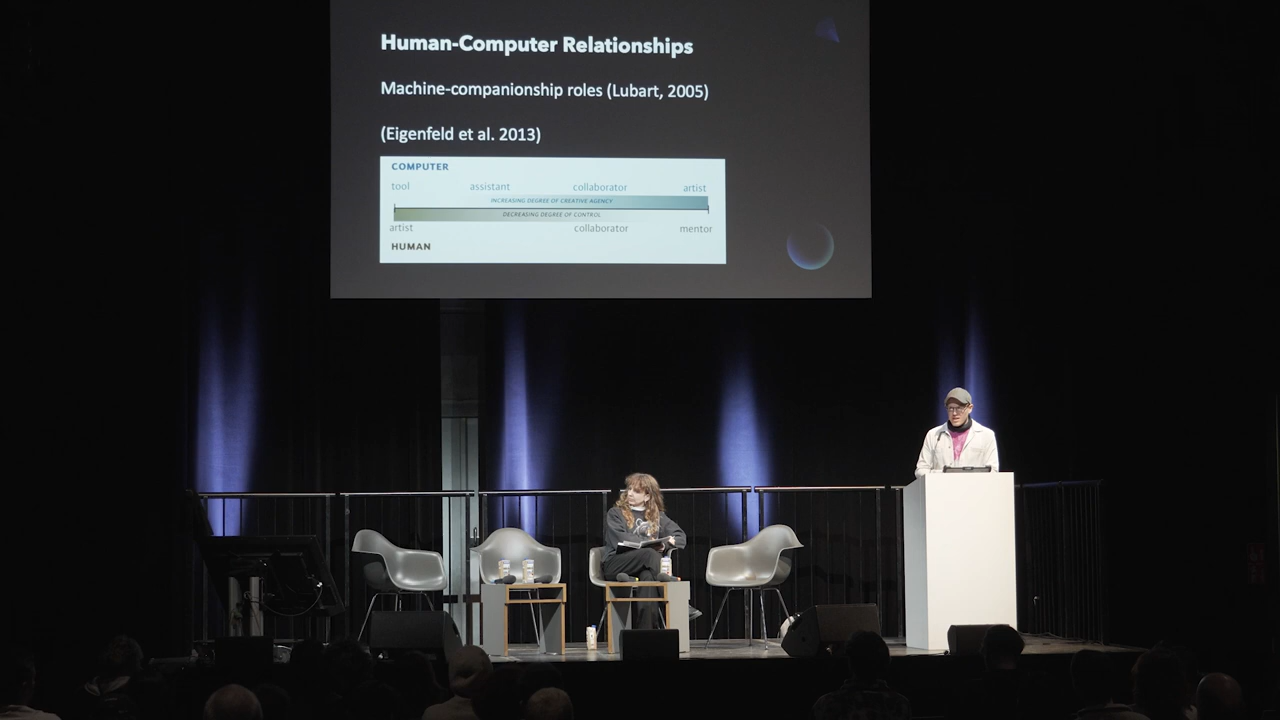 Human-Computer Relationships
Machine-companionship roles (Lubart, 2005)
(Eigenfeld et al. 2013)
COMPUTER
tool assistant collaborator artist
INCREASING DEGREE OF CREATIVE AGENCY
DECREASING DEGREE OF CONTROL
artist collaborator mentor
HUMAN